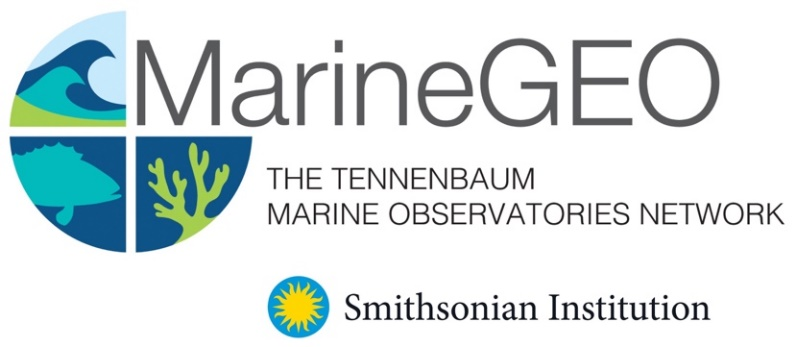 MarineGEO
THE TENNENBAUM
MARINE OBSERVATORIES NETWORK
Smithsonian Institution